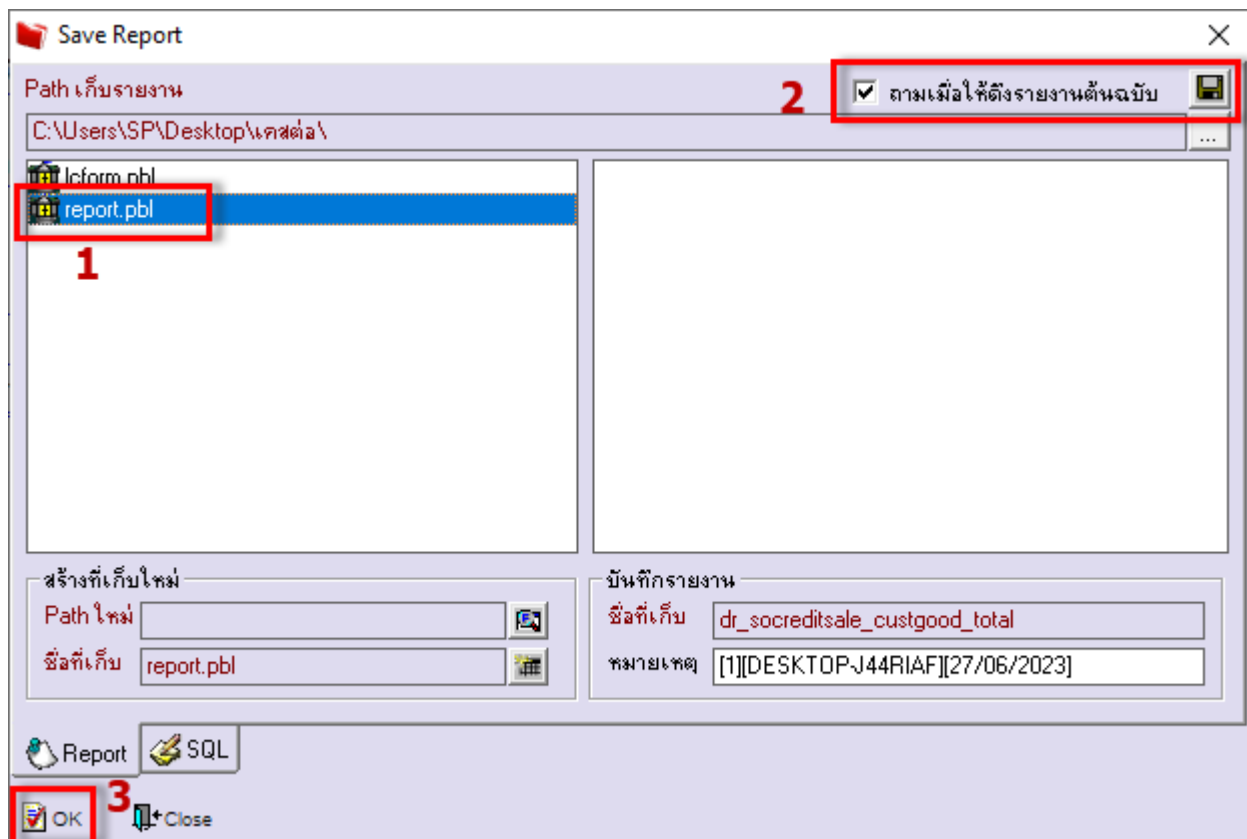 Save Report
Path เก็บรายงาน
2
ถามเมื่อให้ดึงรายงานต้นฉบับ
C:\Users\SP\Desktop\เคสต่อ\
...
lcform.pbl
report.pbl
1
สร้างที่เก็บใหม่
Path ใหม่
ชื่อที่เก็บ report.pbl
บันทึกรายงาน
ชื่อที่เก็บ dr_socreditsale_custgood_total
หมายเหตุ [1][DESKTOP-J44RIAF][27/06/2023]
Report SQL
OK 3 Close